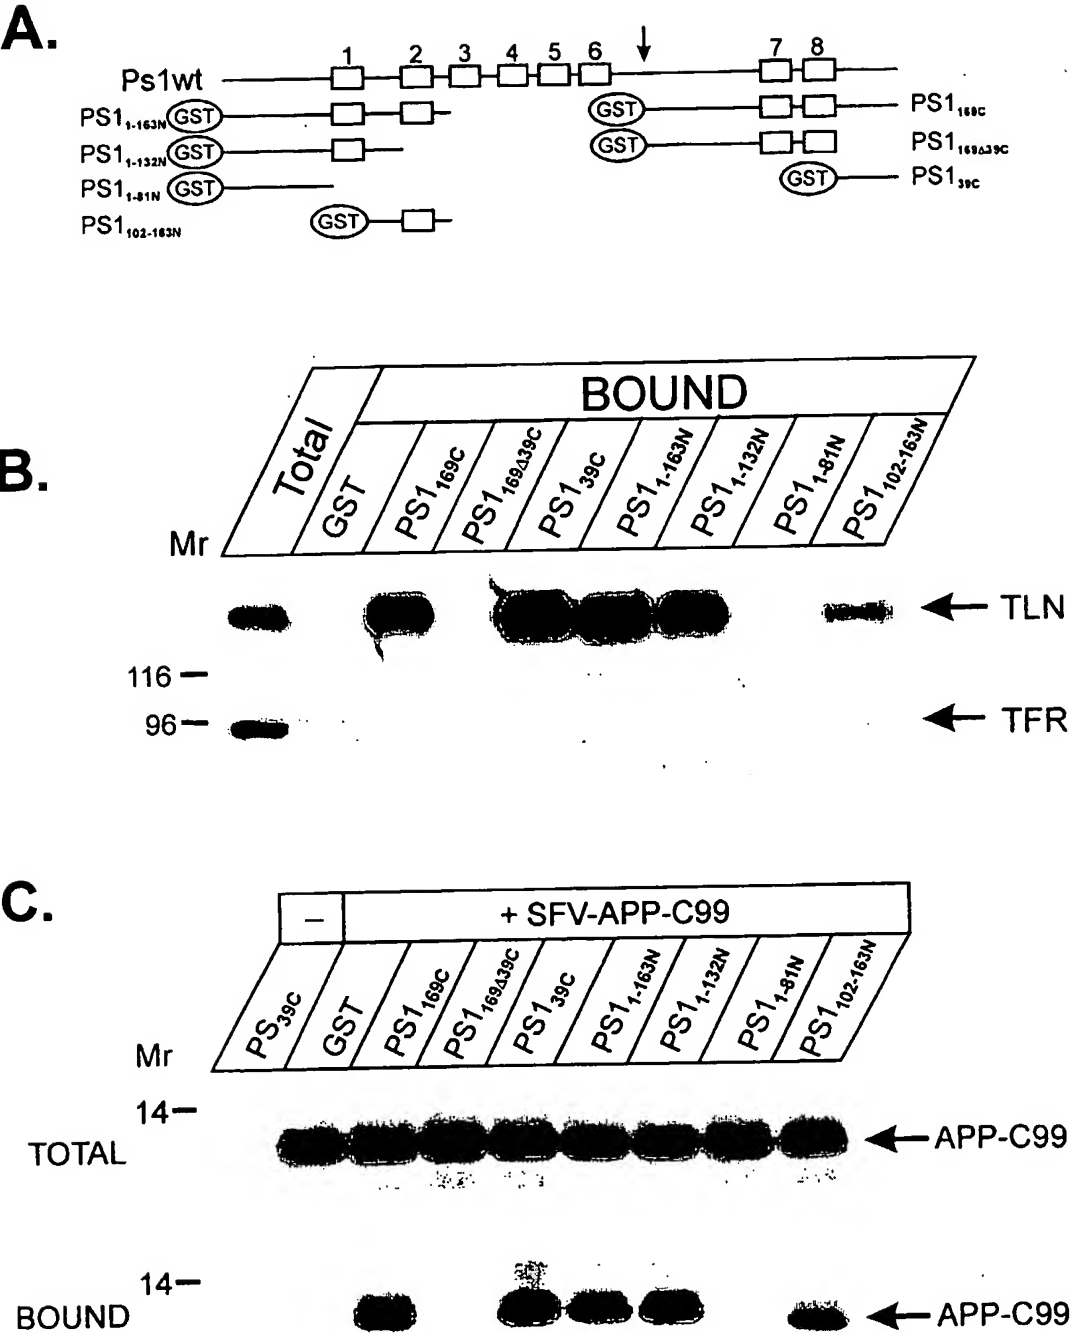 A.
1 2 3 4 5 6 7 8
Ps1wt
PS1₁₋₁₆₃N GST GST PS1₁₆₉C
PS1₁₋₁₃₂N GST GST PS1₁₆₉Δ₃₉C
PS1₁₋₈₁N GST GST PS1₃₉C
PS1₁₀₂₋₁₆₃N GST
B.
BOUND
Total GST PS1₁₆₉C PS1₁₆₉Δ₃₉C PS1₃₉C PS1₁₋₁₆₃N PS1₁₋₁₃₂N PS1₁₋₈₁N PS1₁₀₂₋₁₆₃N
Mr
TLN
116
96
TFR
C.
– + SFV-APP-C99
PS₃₉C GST PS1₁₆₉C PS1₁₆₉Δ₃₉C PS1₃₉C PS1₁₋₁₆₃N PS1₁₋₁₃₂N PS1₁₋₈₁N PS1₁₀₂₋₁₆₃N
Mr
14
TOTAL
APP-C99
14
BOUND
APP-C99